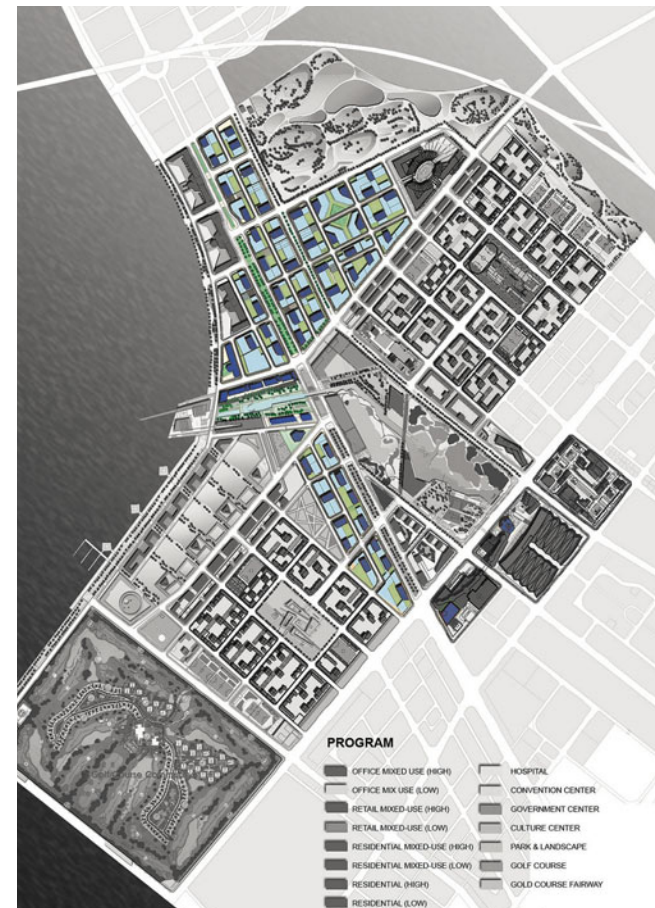 PROGRAM
OFFICE MIXED USE (HIGH)
OFFICE MIX USE (LOW)
RETAIL MIXED-USE (HIGH)
RETAIL MIXED-USE (LOW)
RESIDENTIAL MIXED-USE (HIGH)
RESIDENTIAL MIXED-USE (LOW)
RESIDENTIAL (HIGH)
RESIDENTIAL (LOW)
HOSPITAL
CONVENTION CENTER
GOVERNMENT CENTER
CULTURE CENTER
PARK & LANDSCAPE
GOLF COURSE
GOLD COURSE FAIRWAY